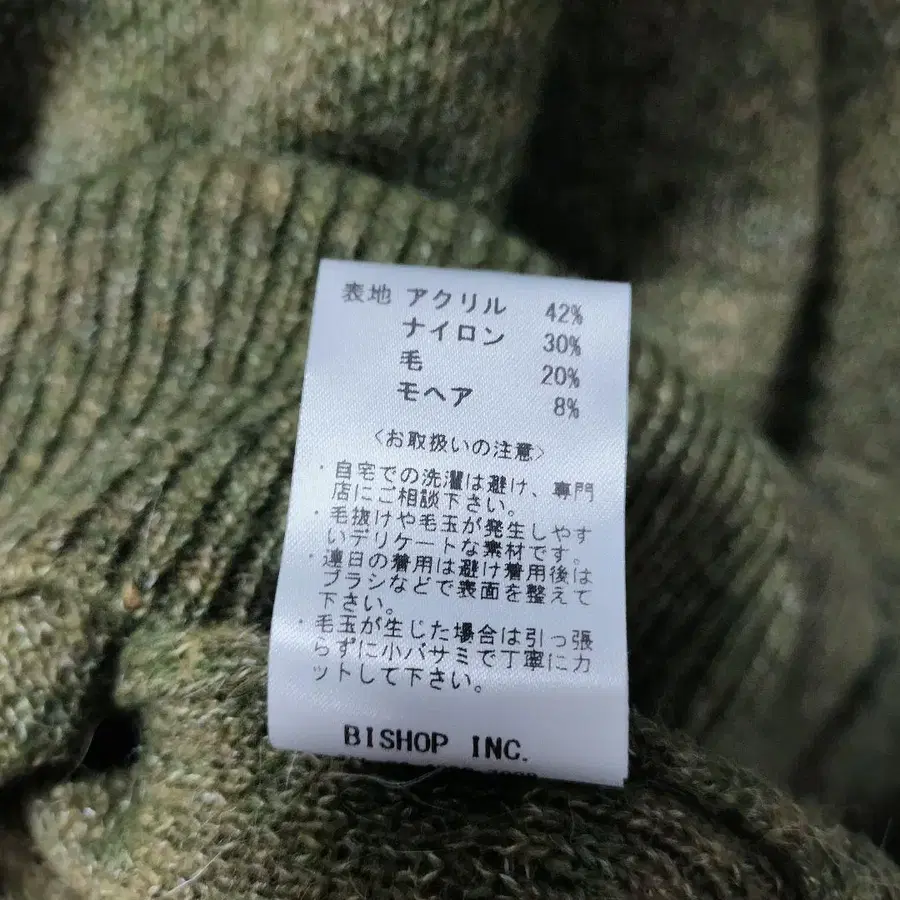 表地 アクリル 42%
ナイロン 30%
毛 20%
モヘア 8%
〈お取扱いの注意〉
・自宅での洗濯は避け、専門
店にご相談下さい。
・毛抜けや毛玉が発生しやす
いデリケートな素材です。
・連日の着用は避け着用後は
ブラシなどで表面を整えて
下さい。
・毛玉が生じた場合は引っ張
らずに小バサミで丁寧にカ
ットして下さい。
BISHOP INC.